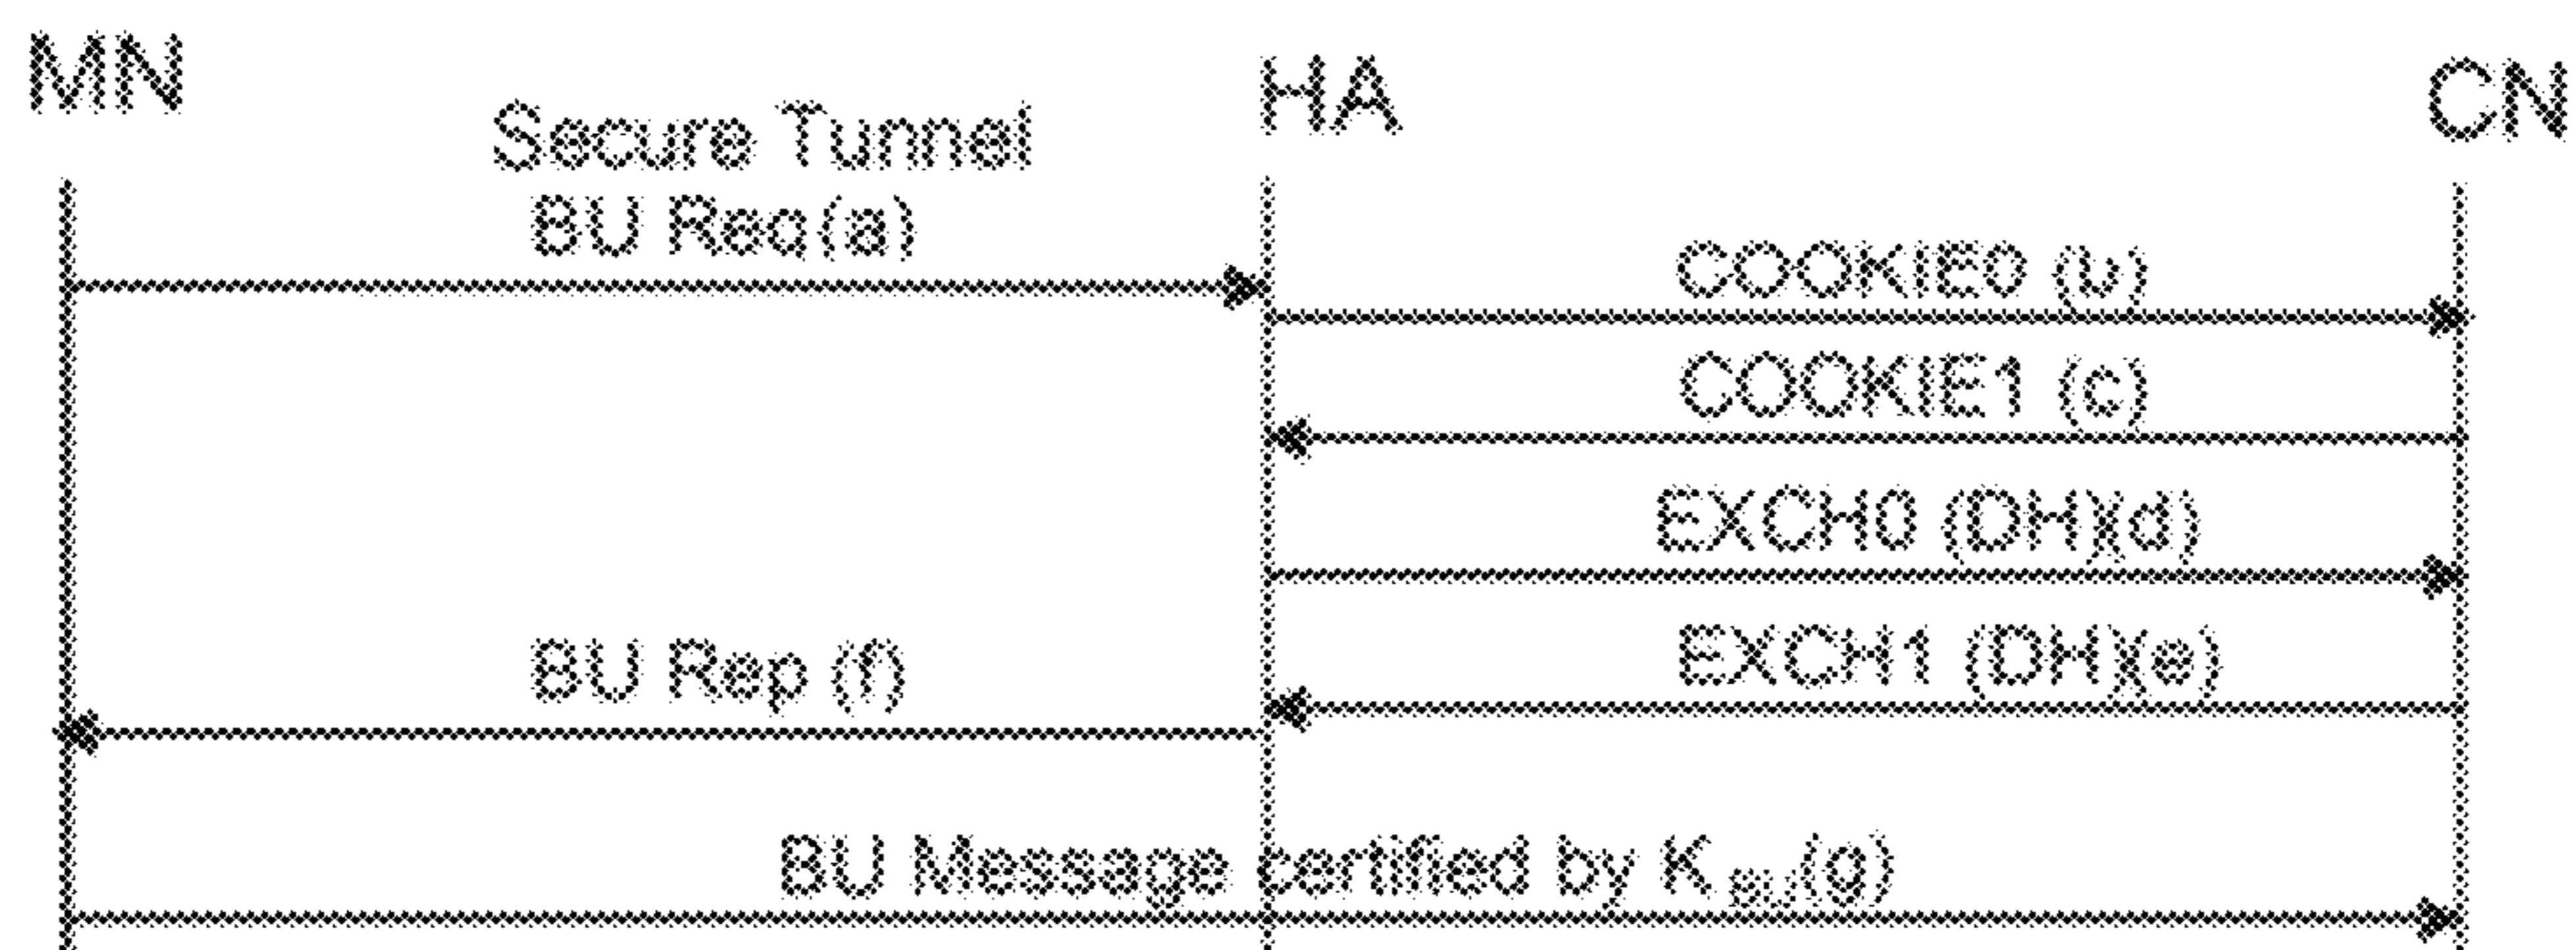 MN
HA
CN
Secure Tunnel
BU Req(a)
COOKIE0 (b)
COOKIE1 (c)
EXCH0 (DH)(d)
EXCH1 (DH)(e)
BU Rep (f)
BU Message certified by K BU(g)